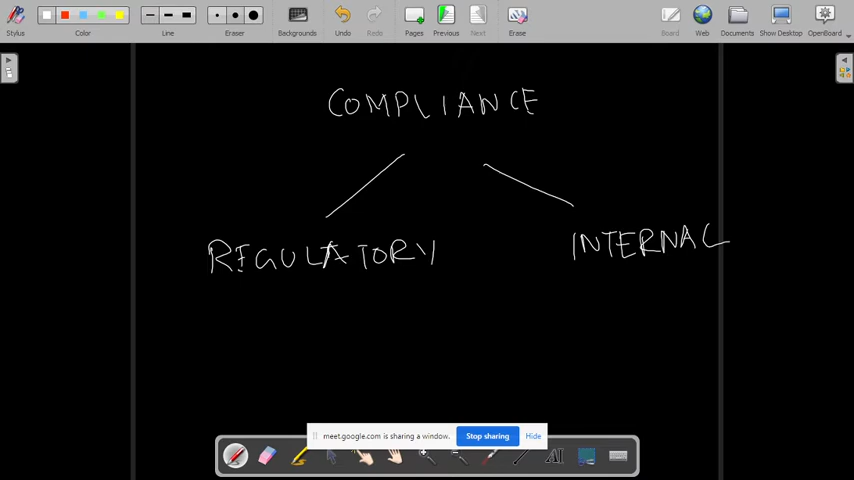 Stylus Color Line Eraser Backgrounds Undo Redo Pages Previous Next Erase Board Web Documents Show Desktop OpenBoard
COMPLIANCE
REGULATORY INTERNAL
meet.google.com is sharing a window. Stop sharing Hide
AI